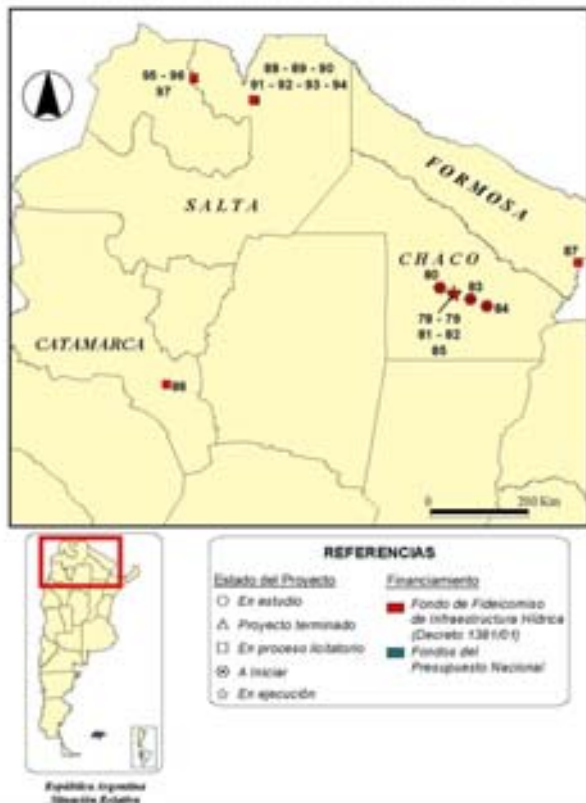 95 - 96
97
88 - 89 - 90
91 - 92 - 93 - 94
SALTA
FORMOSA
87
CHACO
80
83
84
78 - 79
81 - 82
85
CATAMARCA
86
0 200 Km
REFERENCIAS
Estado del Proyecto
En estudio
Proyecto terminado
En proceso licitatorio
A Iniciar
En ejecución
Financiamiento
Fondo de Fideicomiso
de Infraestructura Hídrica
(Decreto 1381/01)
Fondos del
Presupuesto Nacional
República Argentina
Situación Relativa